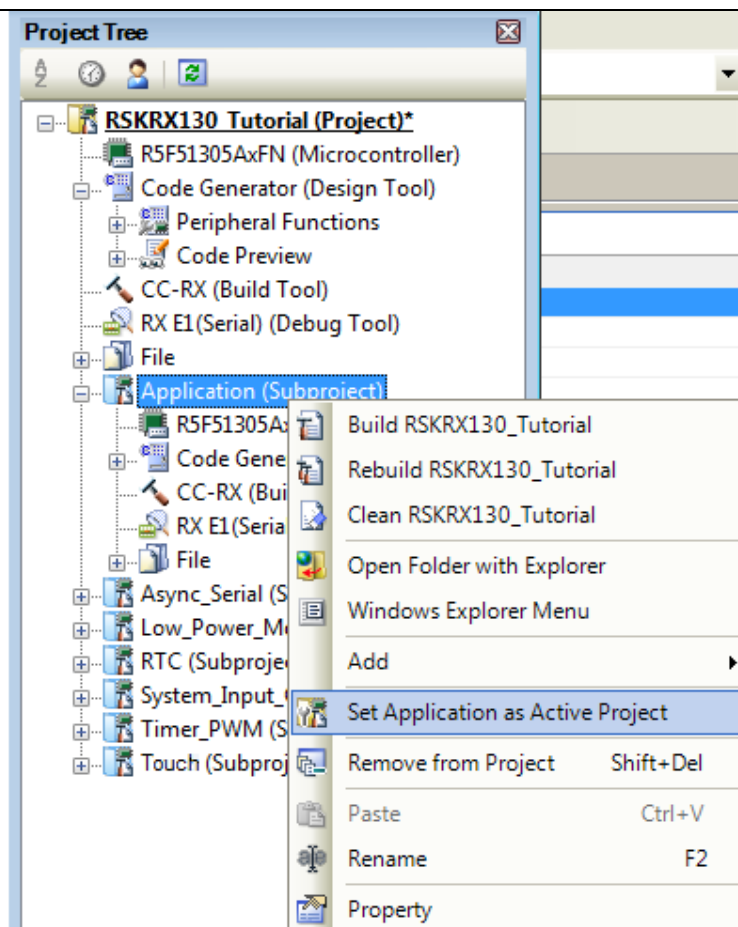 Project Tree
RSKRX130_Tutorial (Project)*
R5F51305AxFN (Microcontroller)
Code Generator (Design Tool)
Peripheral Functions
Code Preview
CC-RX (Build Tool)
RX E1(Serial) (Debug Tool)
File
Application (Subproject)
R5F51305A
Code Gene
CC-RX (Bui
RX E1(Seria
File
Async_Serial (S
Low_Power_M
RTC (Subproje
System_Input_
Timer_PWM (S
Touch (Subproj
Build RSKRX130_Tutorial
Rebuild RSKRX130_Tutorial
Clean RSKRX130_Tutorial
Open Folder with Explorer
Windows Explorer Menu
Add
Set Application as Active Project
Remove from Project Shift+Del
Paste Ctrl+V
Rename F2
Property